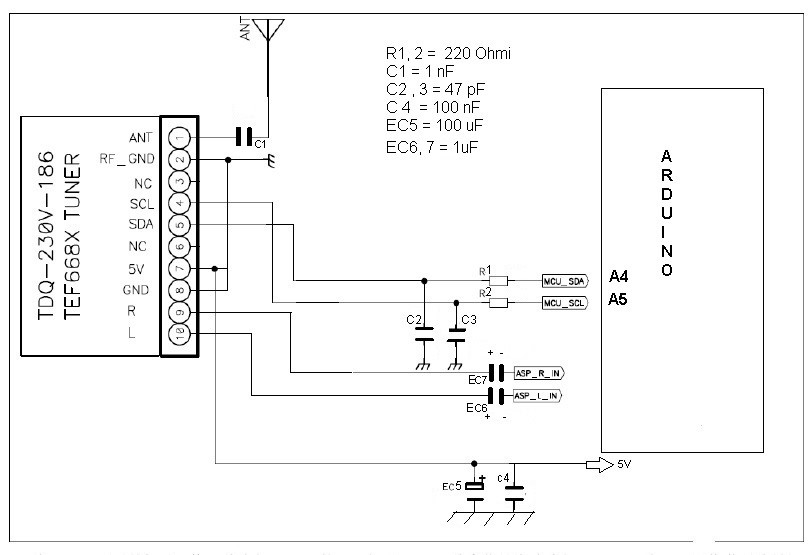 ANT
R1, 2 = 220 Ohmi
C1 = 1 nF
C2 , 3 = 47 pF
C 4 = 100 nF
EC5 = 100 uF
EC6, 7 = 1uF
C1
TDQ-230V-186
TEF668X TUNER
ANT 1
RF_GND 2
NC 3
SCL 4
SDA 5
NC 6
5V 7
GND 8
R 9
L 10
ARDUINO
R1
MCU_SDA
A4
R2
MCU_SCL
A5
C2
C3
+ -
EC7
ASP_R_IN
EC6
ASP_L_IN
+ -
5V
EC5
+
C4